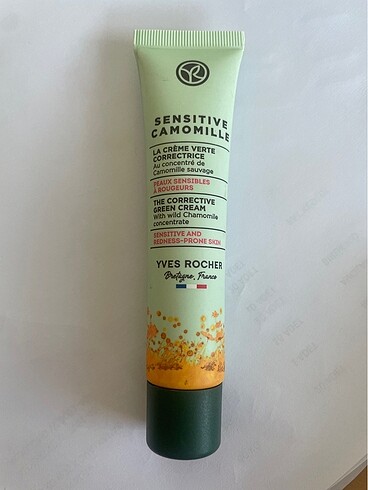 SENSITIVE
CAMOMILLE
LA CRÈME VERTE
CORRECTRICE
Au concentré de
Camomille sauvage
PEAUX SENSIBLES
À ROUGEURS
THE CORRECTIVE
GREEN CREAM
With wild Chamomile
concentrate
SENSITIVE AND
REDNESS-PRONE SKIN
YVES ROCHER
Bretagne, France